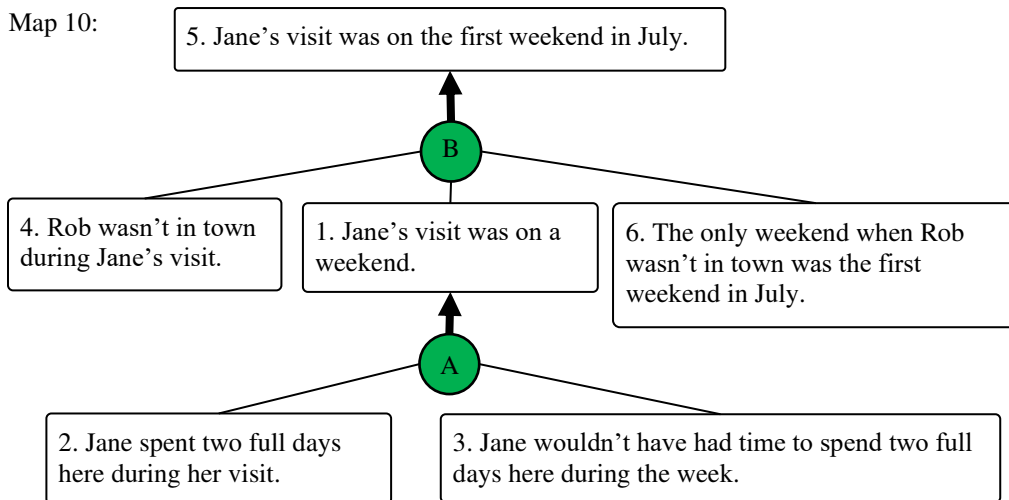 Map 10:
5. Jane’s visit was on the first weekend in July.
B
4. Rob wasn’t in town
during Jane’s visit.
1. Jane’s visit was on a
weekend.
6. The only weekend when Rob
wasn’t in town was the first
weekend in July.
A
2. Jane spent two full days
here during her visit.
3. Jane wouldn’t have had time to spend two full
days here during the week.